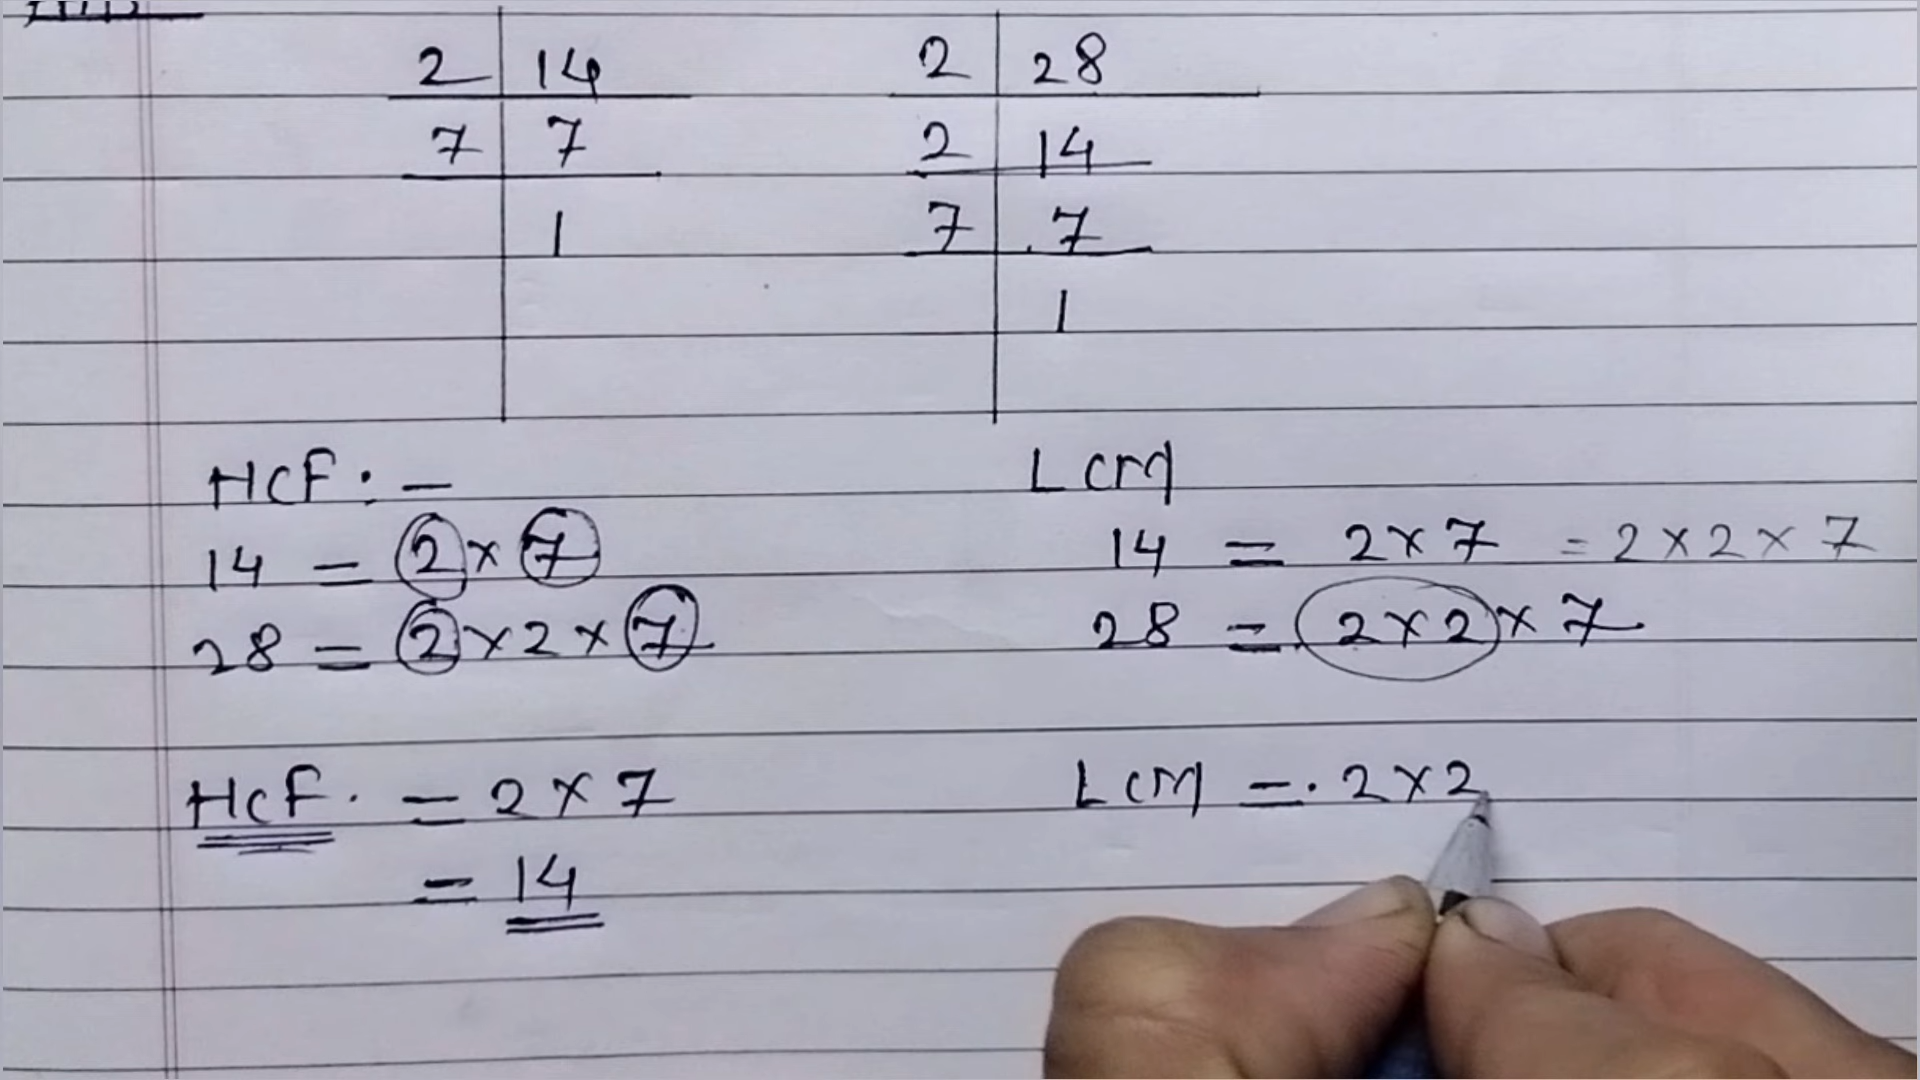 2 | 14
7 | 7
1
2 | 28
2 | 14
7 | 7
1
HCF: -
14 = 2 × 7
28 = 2 × 2 × 7
HCF. = 2 × 7
= 14
LCM
14 = 2 × 7 = 2 × 2 × 7
28 = 2 × 2 × 7
LCM = 2 × 2